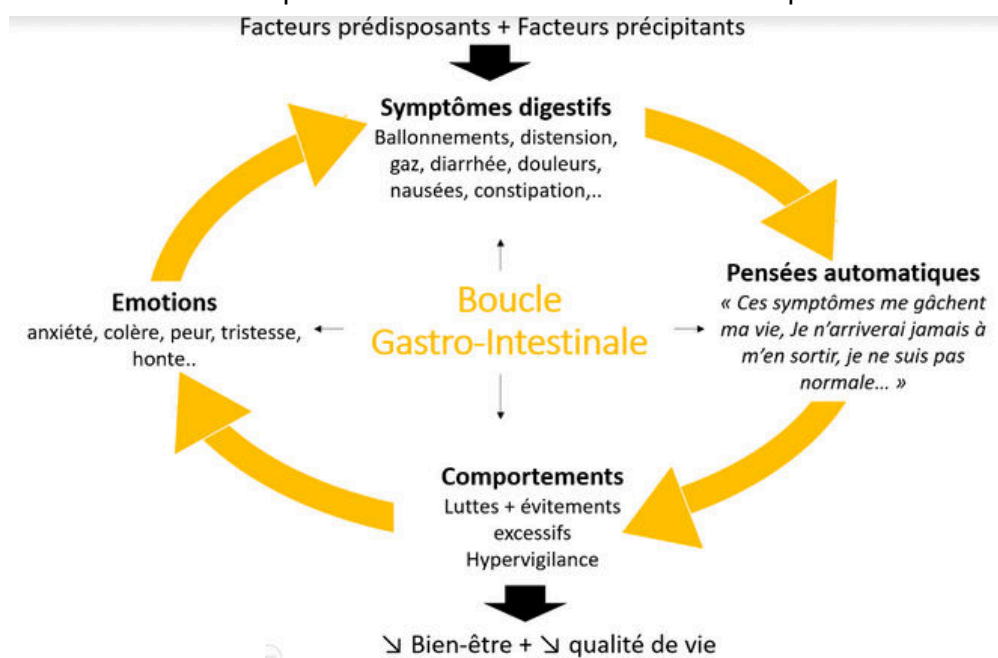 Facteurs prédisposants + Facteurs précipitants
Symptômes digestifs
Ballonnements, distension,
gaz, diarrhée, douleurs,
nausées, constipation,..
Pensées automatiques
« Ces symptômes me gâchent
ma vie, Je n’arriverai jamais à
m’en sortir, je ne suis pas
normale... »
Boucle
Gastro-Intestinale
Emotions
anxiété, colère, peur, tristesse,
honte..
Comportements
Luttes + évitements
excessifs
Hypervigilance
↘ Bien-être + ↘ qualité de vie